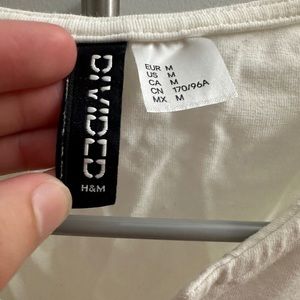 DIVIDED
H&M
EUR M
US M
CA M
CN 170/96A
MX M